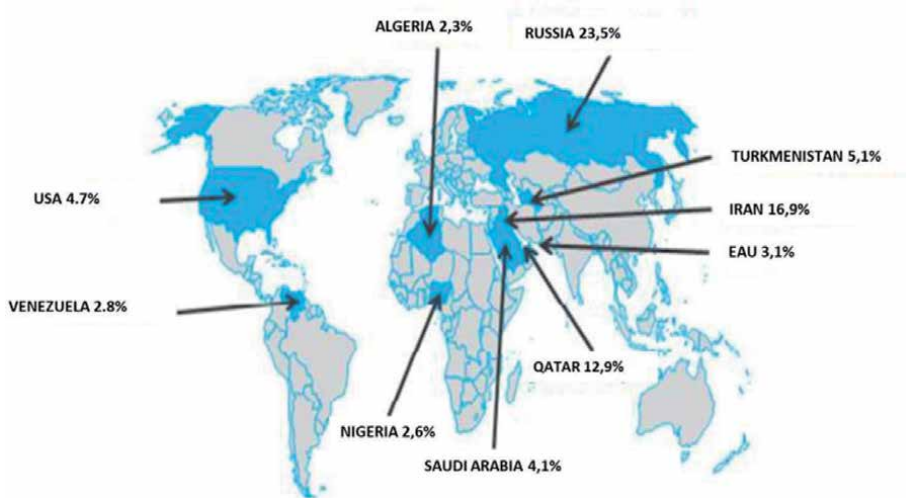 ALGERIA 2,3%
RUSSIA 23,5%
TURKMENISTAN 5,1%
USA 4.7%
IRAN 16,9%
EAU 3,1%
VENEZUELA 2.8%
QATAR 12,9%
NIGERIA 2,6%
SAUDI ARABIA 4,1%